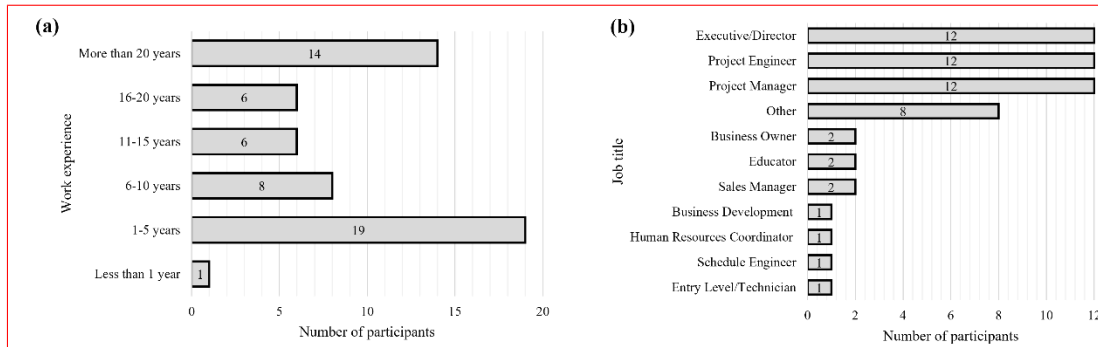 (a)
Work experience
More than 20 years
14
16-20 years
6
11-15 years
6
6-10 years
8
1-5 years
19
Less than 1 year
1
0 5 10 15 20
Number of participants
(b)
Job title
Executive/Director
12
Project Engineer
12
Project Manager
12
Other
8
Business Owner
2
Educator
2
Sales Manager
2
Business Development
1
Human Resources Coordinator
1
Schedule Engineer
1
Entry Level/Technician
1
0 2 4 6 8 10 12
Number of participants